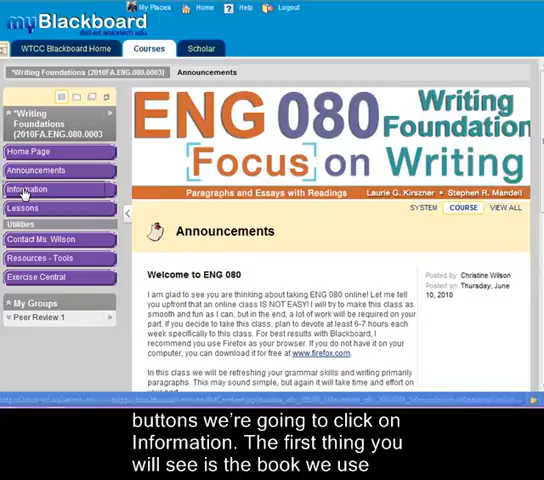 My Places Home Help Logout
myBlackboard
WTCC Blackboard Home Courses Scholar
*Writing Foundations (2010FA.ENG.080.0003) Announcements
*Writing
Foundations
(2010FA.ENG.080.0003
Home Page
Announcements
Information
Lessons
Utilities
Contact Ms. Wilson
Resources - Tools
Exercise Central
My Groups
Peer Review 1
ENG 080 Writing
Foundation
[Focus] on Writing
Paragraphs and Essays with Readings Laurie G. Kirszner • Stephen R. Mandell
SYSTEM COURSE VIEW ALL
Announcements
Welcome to ENG 080
Posted by: Christine Wilson
Posted on: Thursday, June
10, 2010
I am glad to see you are thinking about taking ENG 080 online! Let me tell
you upfront that an online class IS NOT EASY! I will try to make this class as
smooth and fun as I can, but in the end, a lot of work will be required on your
part. If you decide to take this class, plan to devote at least 6-7 hours each
week specifically to this class. For best results with Blackboard, I
recommend you use Firefox as your browser. If you do not have it on your
computer, you can download it for free at www.firefox.com.
In this class we will be refreshing your grammar skills and writing primarily
paragraphs. This may sound simple, but again it will take time and effort on
buttons we're going to click on
Information. The first thing you
will see is the book we use